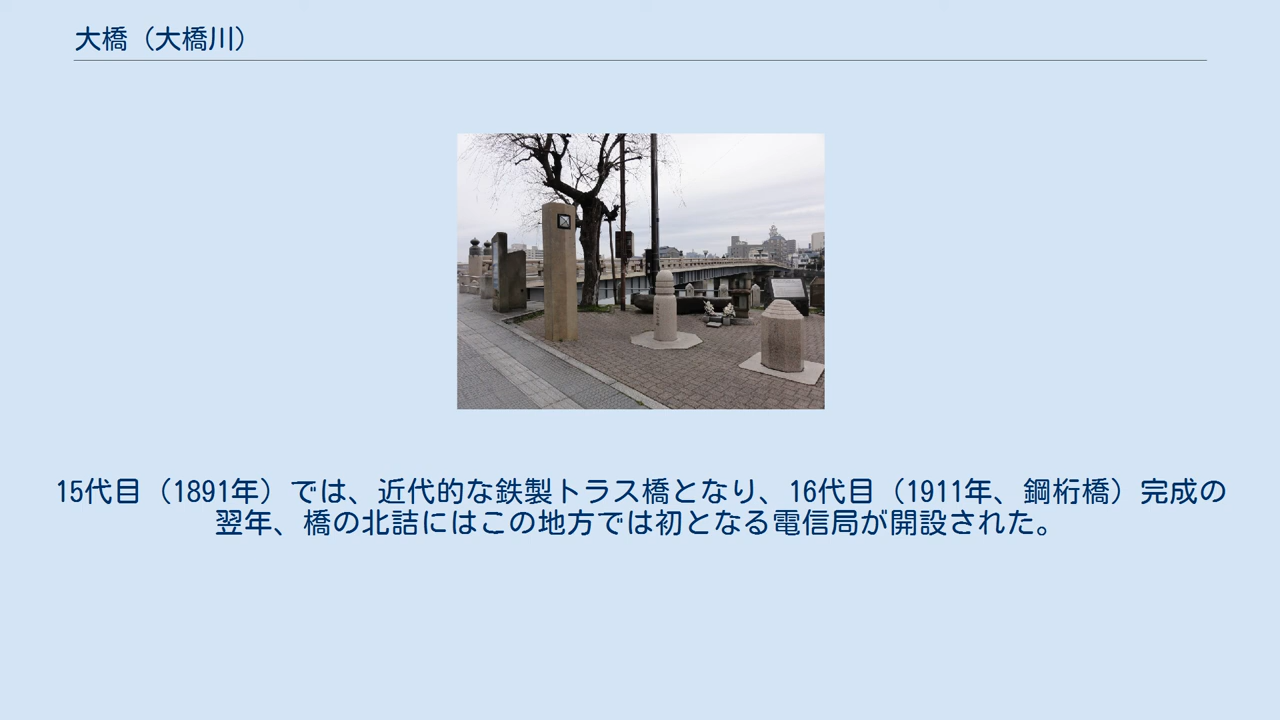 大橋（大橋川）
15代目（1891年）では、近代的な鉄製トラス橋となり、16代目（1911年、鋼桁橋）完成の
翌年、橋の北詰にはこの地方では初となる電信局が開設された。